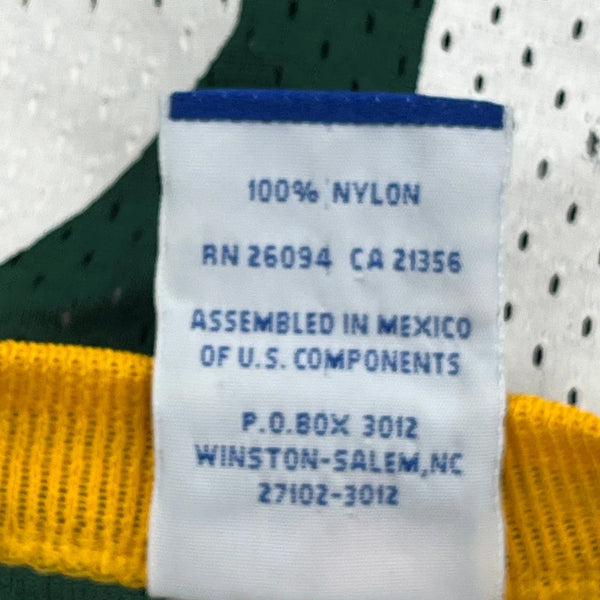 100% NYLON
RN 26094 CA 21356
ASSEMBLED IN MEXICO
OF U.S. COMPONENTS
P.O.BOX 3012
WINSTON-SALEM,NC
27102-3012